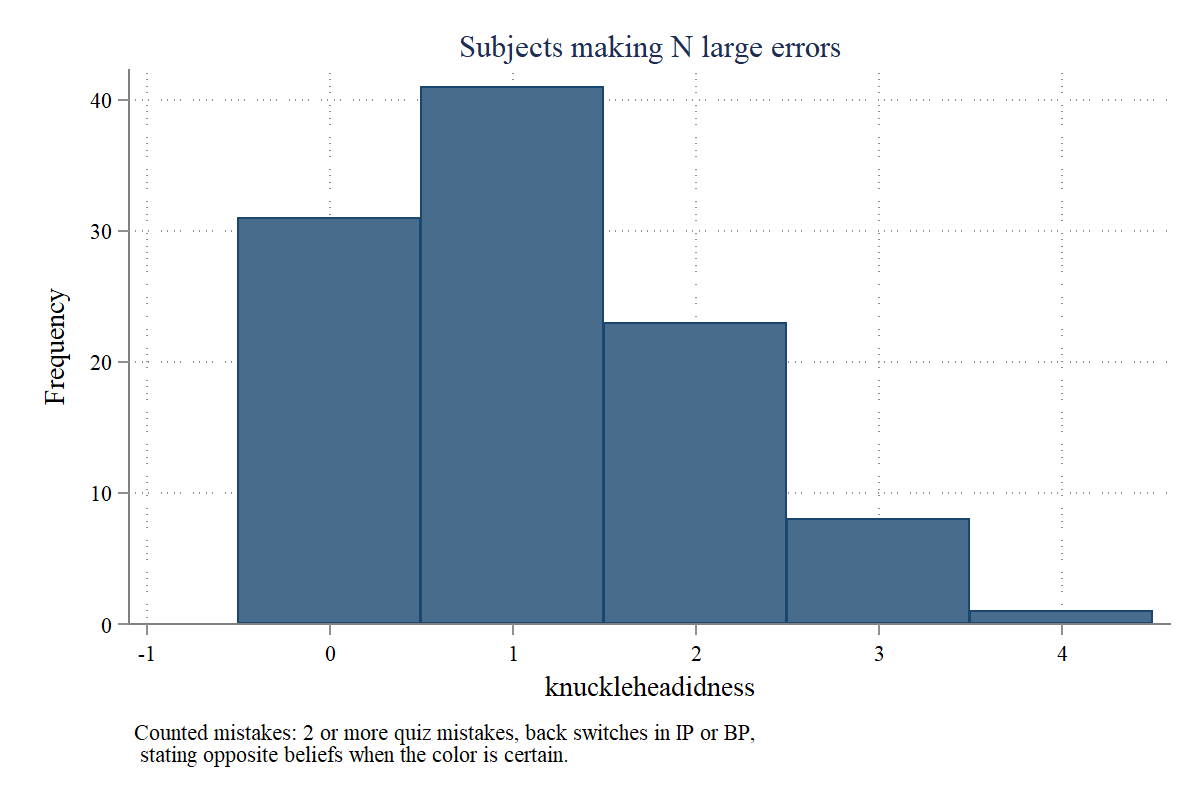 Subjects making N large errors
40
30
20
10
0
Frequency
-1 0 1 2 3 4
knuckleheadidness
Counted mistakes: 2 or more quiz mistakes, back switches in IP or BP,
stating opposite beliefs when the color is certain.